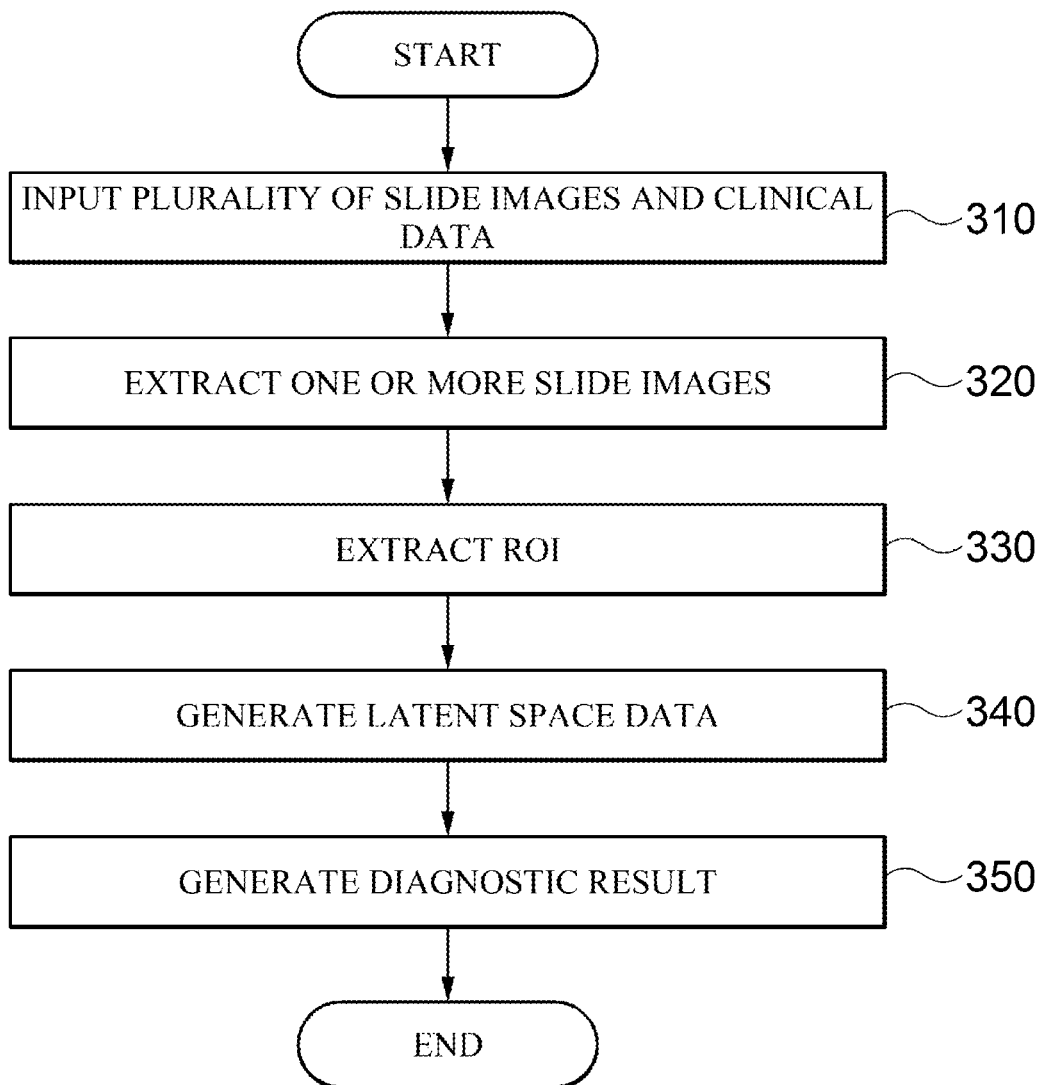 START
INPUT PLURALITY OF SLIDE IMAGES AND CLINICAL
DATA
310
EXTRACT ONE OR MORE SLIDE IMAGES
320
EXTRACT ROI
330
GENERATE LATENT SPACE DATA
340
GENERATE DIAGNOSTIC RESULT
350
END